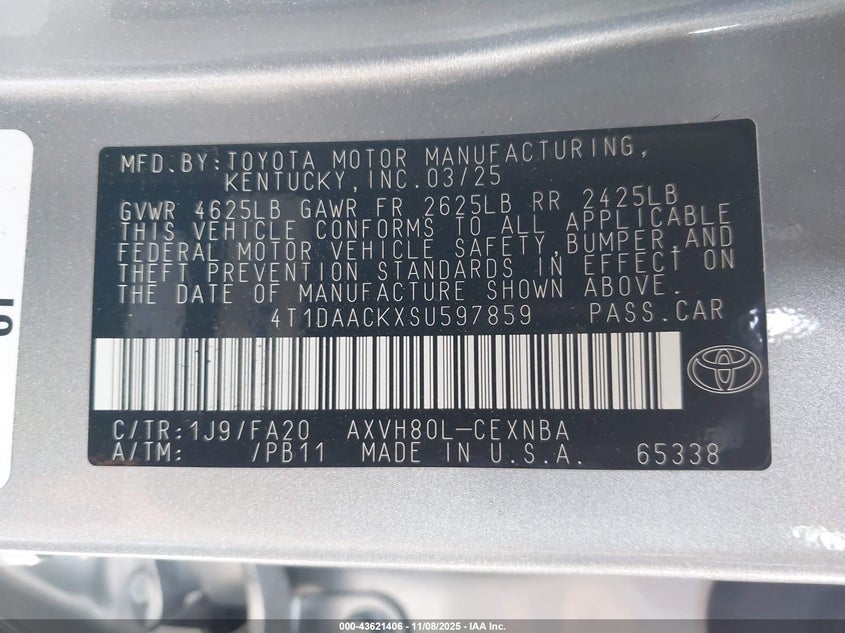 MFD.BY:TOYOTA MOTOR MANUFACTURING,
KENTUCKY,INC.03/25
GVWR 4625LB GAWR FR 2625LB RR 2425LB
THIS VEHICLE CONFORMS TO ALL APPLICABLE
FEDERAL MOTOR VEHICLE SAFETY,BUMPER,AND
THEFT PREVENTION STANDARDS IN EFFECT ON
THE DATE OF MANUFACTURE SHOWN ABOVE.
4T1DAACKXSU597859 PASS.CAR
C/TR:1J9/FA20 AXVH80L-CEXNBA
A/TM: /PB11 MADE IN U.S.A. 65338
000-43621406 - 11/08/2025 - IAA Inc.